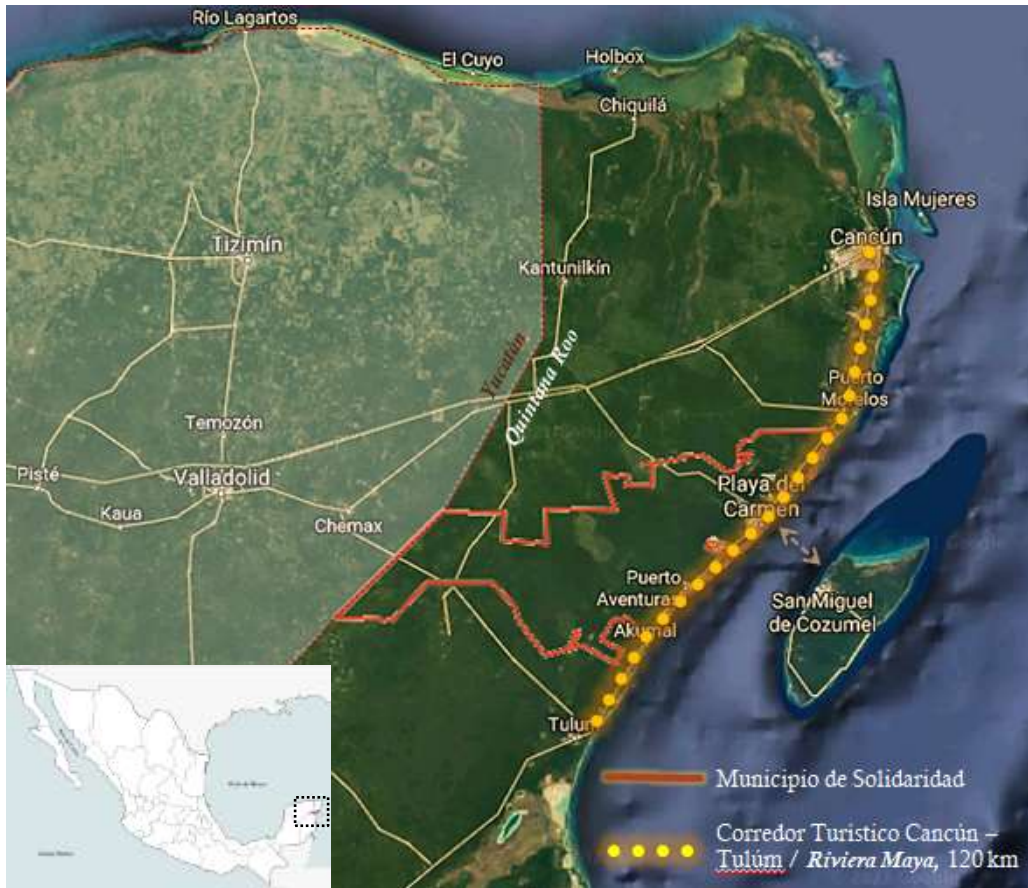 Río Lagartos
El Cuyo
Holbox
Chiquilá
Isla Mujeres
Cancún
Tizimín
Kantunilkín
Yucatán
Quintana Roo
Puerto
Morelos
Temozón
Pisté
Valladolid
Playa del
Carmen
Kaua
Chemax
Puerto
Aventuras
San Miguel
de Cozumel
Akumal
Tulum
Municipio de Solidaridad
Corredor Turistico Cancún –
Tulúm / Riviera Maya, 120 km